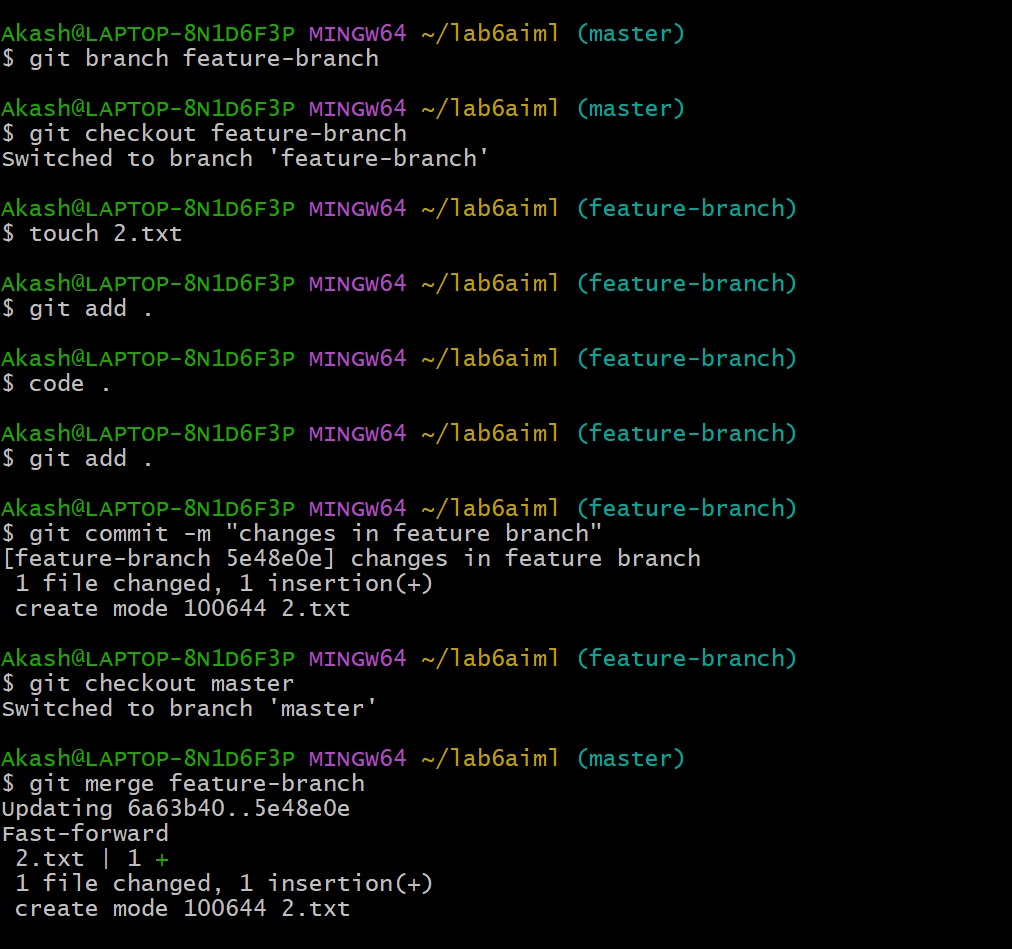 Akash@LAPTOP-8N1D6F3P MINGW64 ~/lab6aiml (master)
$ git branch feature-branch
Akash@LAPTOP-8N1D6F3P MINGW64 ~/lab6aiml (master)
$ git checkout feature-branch
Switched to branch 'feature-branch'
Akash@LAPTOP-8N1D6F3P MINGW64 ~/lab6aiml (feature-branch)
$ touch 2.txt
Akash@LAPTOP-8N1D6F3P MINGW64 ~/lab6aiml (feature-branch)
$ git add .
Akash@LAPTOP-8N1D6F3P MINGW64 ~/lab6aiml (feature-branch)
$ code .
Akash@LAPTOP-8N1D6F3P MINGW64 ~/lab6aiml (feature-branch)
$ git add .
Akash@LAPTOP-8N1D6F3P MINGW64 ~/lab6aiml (feature-branch)
$ git commit -m "changes in feature branch"
[feature-branch 5e48e0e] changes in feature branch
 1 file changed, 1 insertion(+)
 create mode 100644 2.txt
Akash@LAPTOP-8N1D6F3P MINGW64 ~/lab6aiml (feature-branch)
$ git checkout master
Switched to branch 'master'
Akash@LAPTOP-8N1D6F3P MINGW64 ~/lab6aiml (master)
$ git merge feature-branch
Updating 6a63b40..5e48e0e
Fast-forward
 2.txt | 1 +
 1 file changed, 1 insertion(+)
 create mode 100644 2.txt